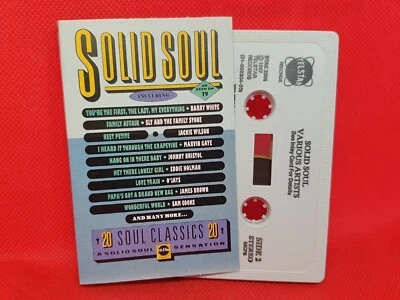 SOLID SOUL
INCLUDING
AS SEEN ON TV
YOU'RE THE FIRST, THE LAST, MY EVERYTHING • BARRY WHITE
FAMILY AFFAIR • SLY AND THE FAMILY STONE
REET PETITE • JACKIE WILSON
I HEARD IT THROUGH THE GRAPEVINE • MARVIN GAYE
HANG ON IN THERE BABY • JOHNNY BRISTOL
HEY THERE LONELY GIRL • EDDIE HOLMAN
LOVE TRAIN • O'JAYS
PAPA'S GOT A BRAND NEW BAG • JAMES BROWN
WONDERFUL WORLD • SAM COOKE
AND MANY MORE...
20 SOUL CLASSICS 20
A SOLID SOUL SENSATION
TELSTAR
RECORDS
1987
TELSTAR
RECORDS
SOLID SOUL
VARIOUS ARTISTS
See Inlay Card For Details
SIDE 2
STEREO